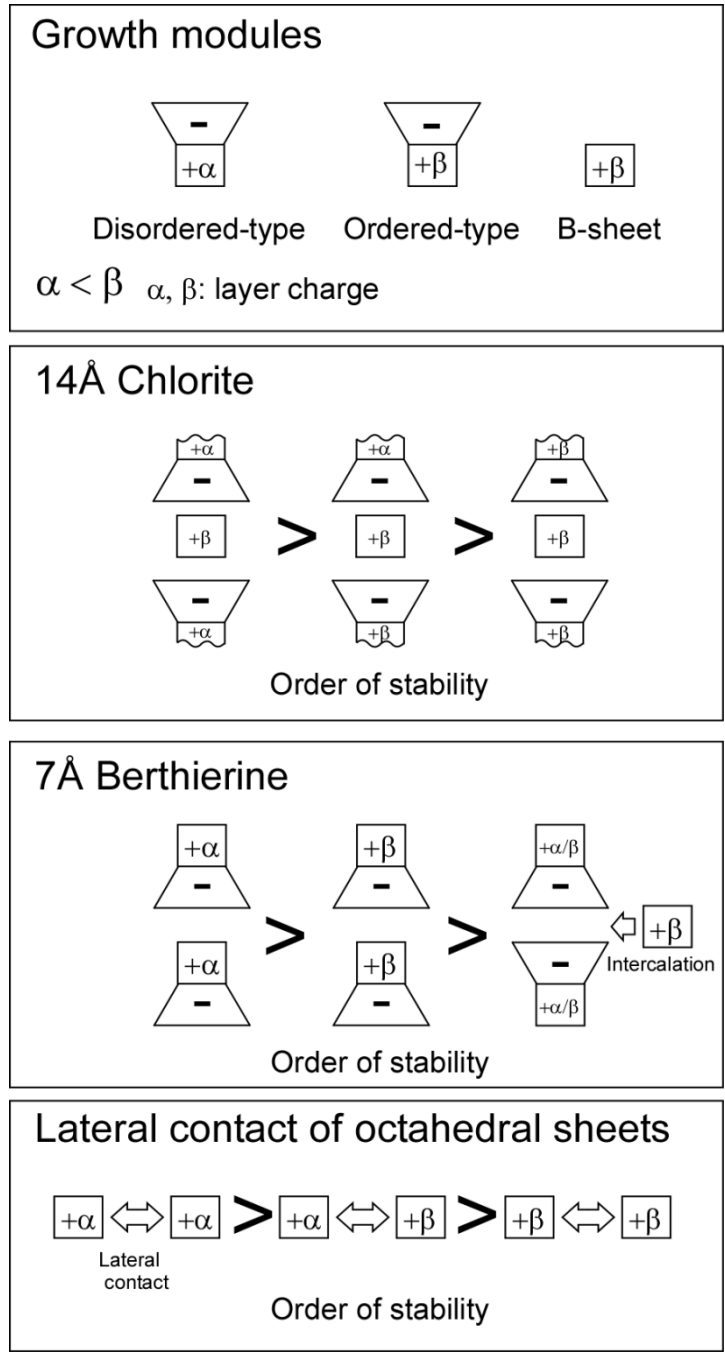 Growth modules
- - 
+α +β +β
Disordered-type Ordered-type B-sheet
α < β α, β: layer charge
14Å Chlorite
+α +α +β
- - -
+β > +β > +β
- - -
+α +β +β
Order of stability
7Å Berthierine
+α +β +α/β
- - -
> > +β
+α +β - Intercalation
- - +α/β
Order of stability
Lateral contact of octahedral sheets
+α +α > +α +β > +β +β
Lateral
contact
Order of stability